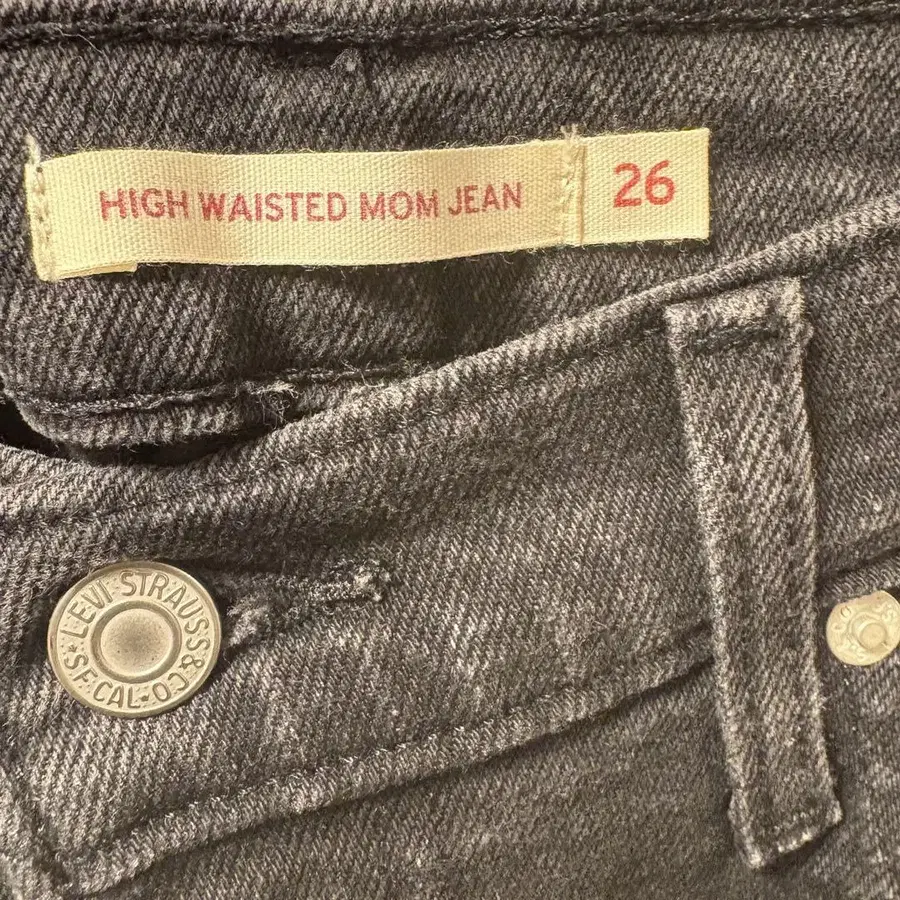 HIGH WAISTED MOM JEAN 26
LEVI STRAUSS & CO
S.F. CAL